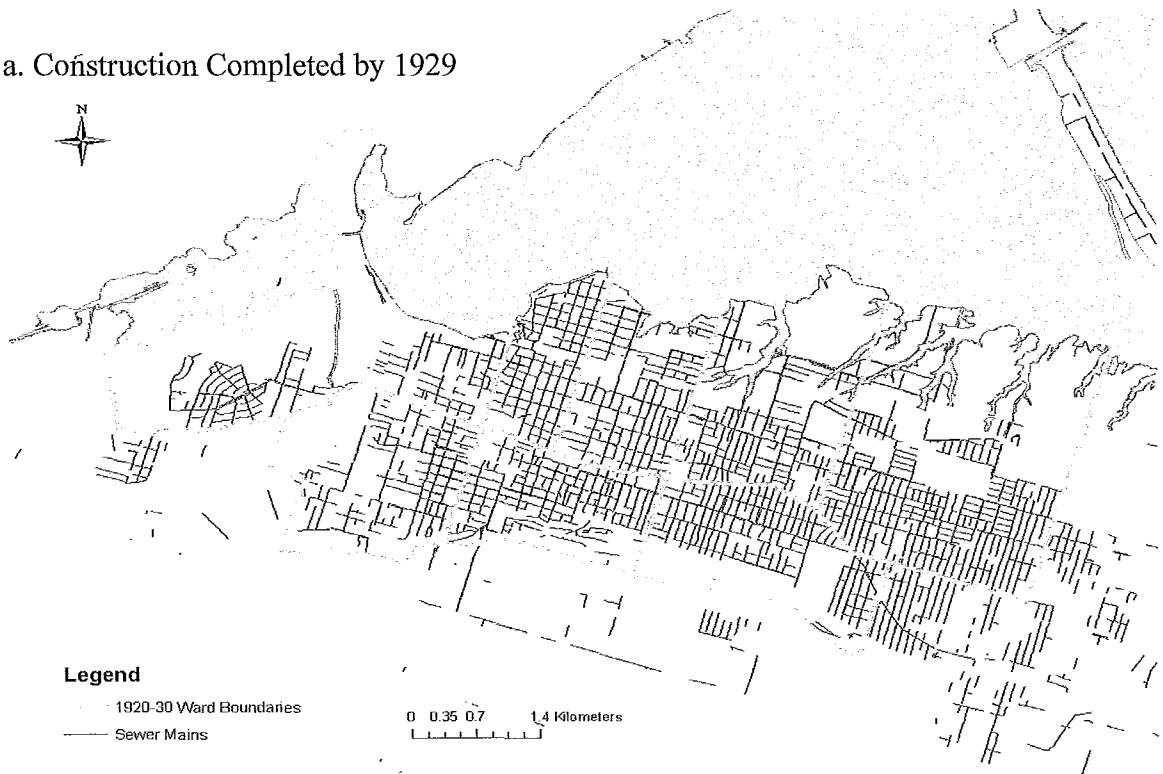 a. Construction Completed by 1929
N
Legend
1920-30 Ward Boundaries
Sewer Mains
0 0.35 0.7 1.4 Kilometers